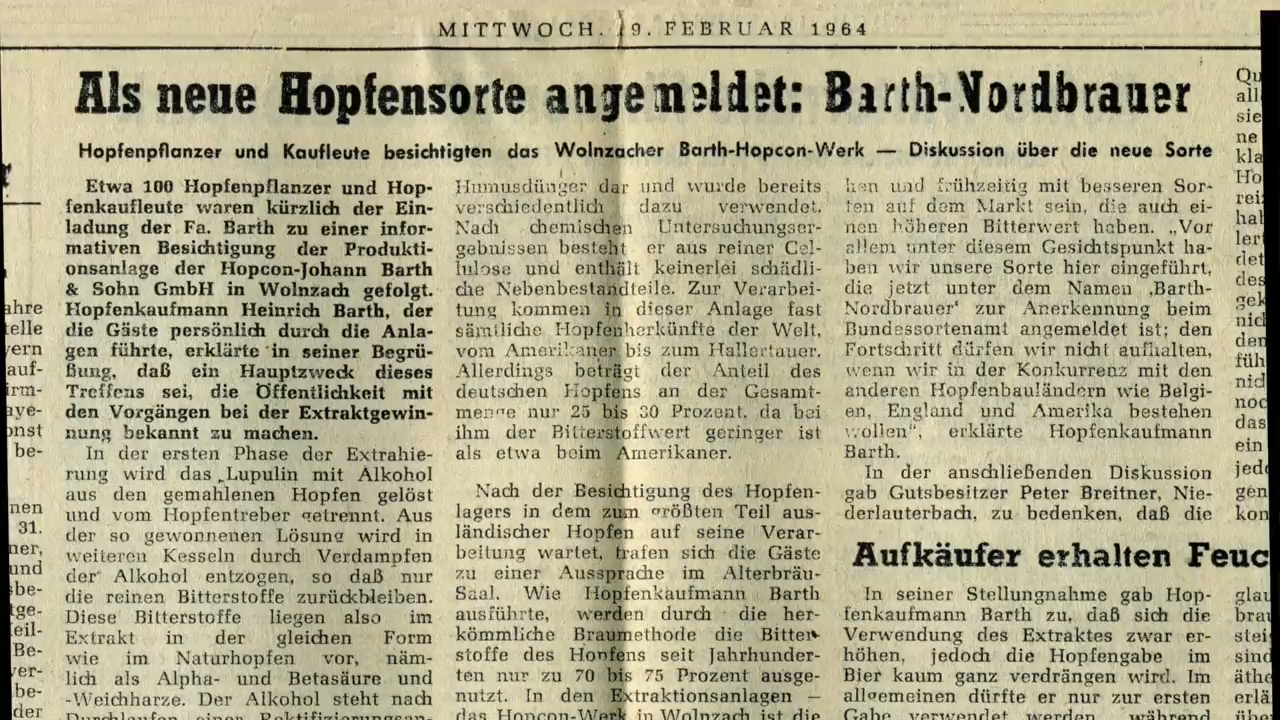 MITTWOCH, 19. FEBRUAR 1964
Als neue Hopfensorte angemeldet: Barth-Nordbrauer
Hopfenpflanzer und Kaufleute besichtigten das Wolnzacher Barth-Hopcon-Werk — Diskussion über die neue Sorte
Etwa 100 Hopfenpflanzer und Hop-
fenkaufleute waren kürzlich der Ein-
ladung der Fa. Barth zu einer infor-
mativen Besichtigung der Produkti-
onsanlage der Hopcon-Johann Barth
& Sohn GmbH in Wolnzach gefolgt.
Hopfenkaufmann Heinrich Barth, der
die Gäste persönlich durch die Anla-
gen führte, erklärte in seiner Begrü-
ßung, daß ein Hauptzweck dieses
Treffens sei, die Öffentlichkeit mit
den Vorgängen bei der Extraktgewin-
nung bekannt zu machen.
In der ersten Phase der Extrahie-
rung wird das Lupulin mit Alkohol
aus den gemahlenen Hopfen gelöst
und vom Hopfentreber getrennt. Aus
der so gewonnenen Lösung wird in
weiteren Kesseln durch Verdampfen
der Alkohol entzogen, so daß nur
die reinen Bitterstoffe zurückbleiben.
Diese Bitterstoffe liegen also im
Extrakt in der gleichen Form
wie im Naturhopfen vor, näm-
lich als Alpha- und Betasäure und
-Weichharze. Der Alkohol steht nach
Durchlaufen einer Rektifizierungsan-
Humusdünger dar und wurde bereits
verschiedentlich dazu verwendet.
Nach chemischen Untersuchungser-
gebnissen besteht er aus reiner Cel-
lulose und enthält keinerlei schädli-
che Nebenbestandteile. Zur Verarbei-
tung kommen in dieser Anlage fast
sämtliche Hopfenherkünfte der Welt,
vom Amerikaner bis zum Hallertauer.
Allerdings beträgt der Anteil des
deutschen Hopfens an der Gesamt-
menge nur 25 bis 30 Prozent, da bei
ihm der Bitterstoffwert geringer ist
als etwa beim Amerikaner.
Nach der Besichtigung des Hopfen-
lagers in dem zum größten Teil aus-
ländischer Hopfen auf seine Verar-
beitung wartet, trafen sich die Gäste
zu einer Aussprache im Alterbräu-
Saal. Wie Hopfenkaufmann Barth
ausführte, werden durch die her-
kömmliche Braumethode die Bitter-
stoffe des Hopfens seit Jahrhunder-
ten nur zu 70 bis 75 Prozent ausge-
nutzt. In den Extraktionsanlagen —
das Hopcon-Werk in Wolnzach ist die
hen und frühzeitig mit besseren Sor-
ten auf dem Markt sein, die auch ei-
nen höheren Bitterwert haben. „Vor
allem unter diesem Gesichtspunkt ha-
ben wir unsere Sorte hier eingeführt,
die jetzt unter dem Namen ‚Barth-
Nordbrauer' zur Anerkennung beim
Bundessortenamt angemeldet ist; den
Fortschritt dürfen wir nicht aufhalten,
wenn wir in der Konkurrenz mit den
anderen Hopfenbauländern wie Belgi-
en, England und Amerika bestehen
wollen", erklärte Hopfenkaufmann
Barth.
In der anschließenden Diskussion
gab Gutsbesitzer Peter Breitner, Nie-
derlauterbach, zu bedenken, daß die
Aufkäufer erhalten Feuc
In seiner Stellungnahme gab Hop-
fenkaufmann Barth zu, daß sich die
Verwendung des Extraktes zwar er-
höhen, jedoch die Hopfengabe im
Bier kaum ganz verdrängen wird. Im
allgemeinen dürfte er nur zur ersten
Gabe verwendet werden, während